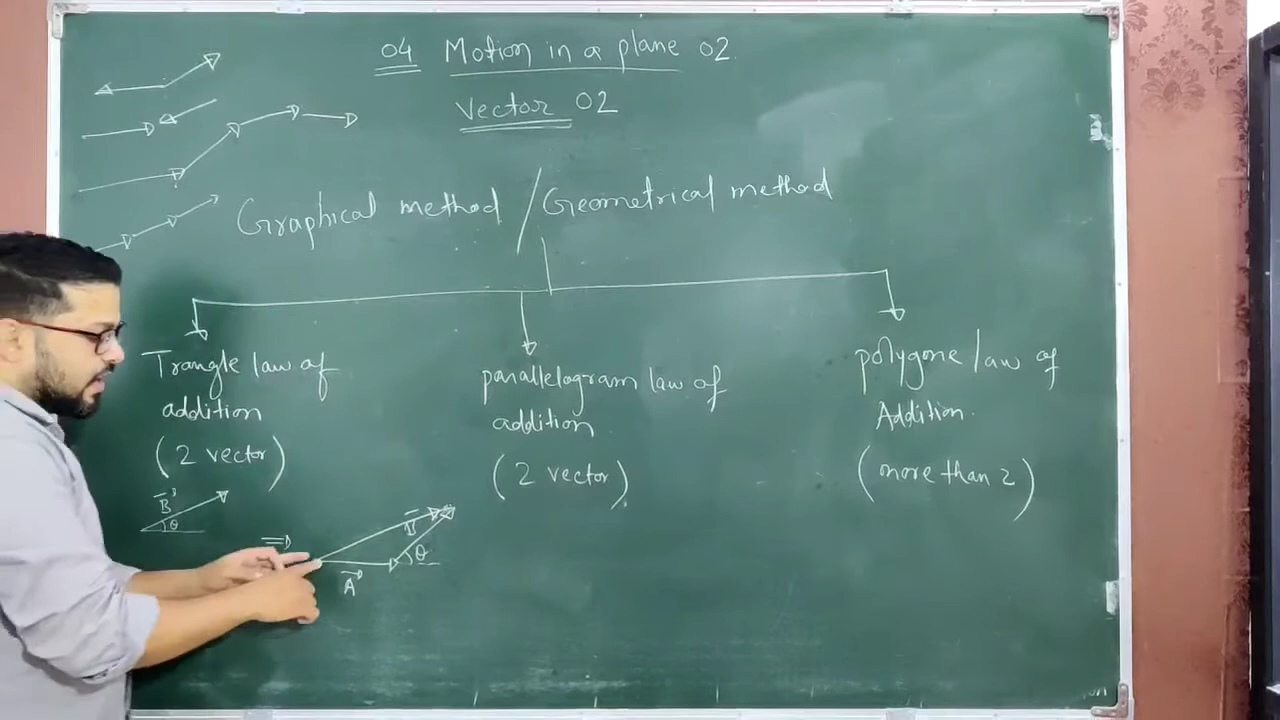 04 Motion in a plane 02.
Vector 02
Graphical method / Geometrical method
Trangle law of
addition
(2 vector)
parallelogram law of
addition
(2 vector)
polygone law of
Addition.
(more than 2)
B
θ
B
θ
A